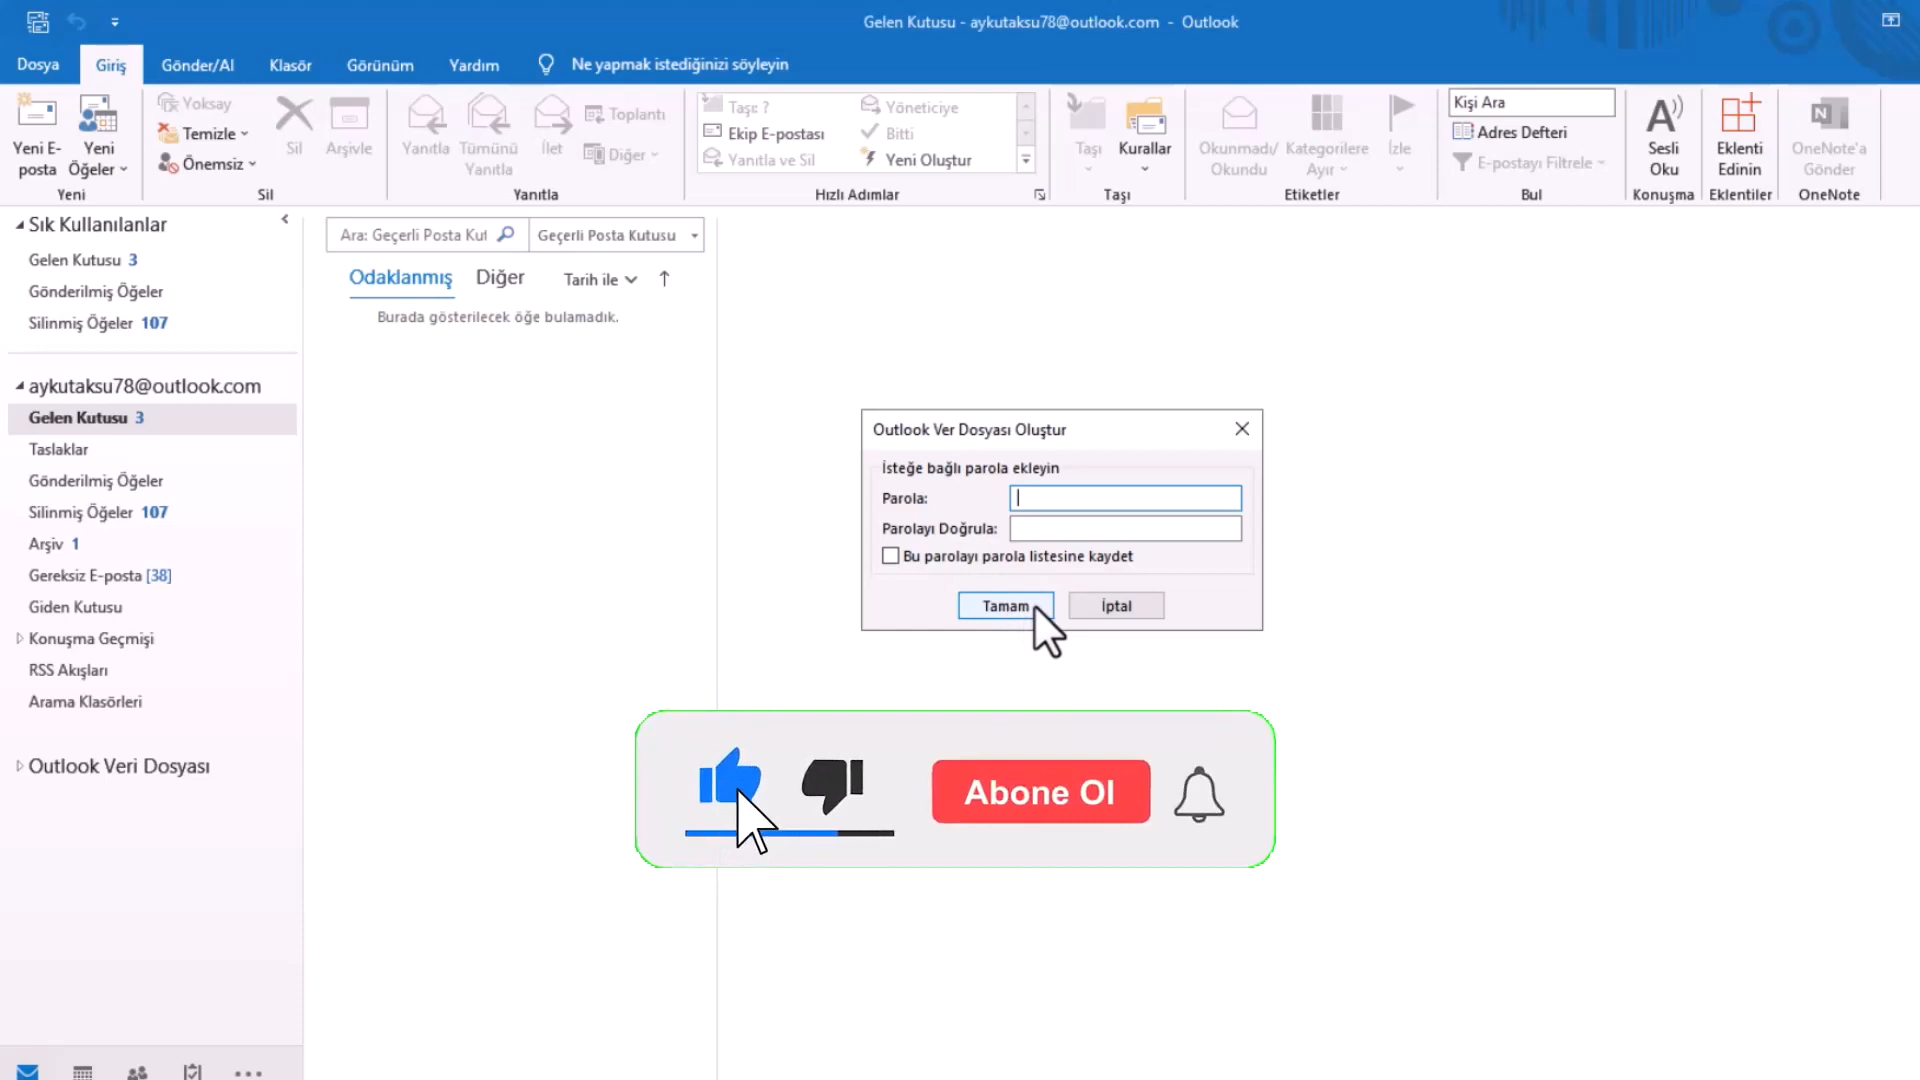 Gelen Kutusu - aykutaksu78@outlook.com - Outlook
Dosya Giriş Gönder/Al Klasör Görünüm Yardım Ne yapmak istediğinizi söyleyin
Yeni E-posta
Yeni Öğeler
Yeni
Yoksay
Temizle
Önemsiz
Sil
Arşivle
Sil
Yanıtla
Tümünü Yanıtla
İlet
Toplantı
Diğer
Yanıtla
Taşı: ?
Ekip E-postası
Yanıtla ve Sil
Yöneticiye
Bitti
Yeni Oluştur
Hızlı Adımlar
Taşı
Kurallar
Taşı
Okunmadı/ Okundu
Kategorilere Ayır
İzle
Etiketler
Kişi Ara
Adres Defteri
E-postayı Filtrele
Bul
Sesli Oku
Konuşma
Eklenti Edinin
Eklentiler
OneNote'a Gönder
OneNote
Sık Kullanılanlar
Gelen Kutusu 3
Gönderilmiş Öğeler
Silinmiş Öğeler 107
aykutaksu78@outlook.com
Gelen Kutusu 3
Taslaklar
Gönderilmiş Öğeler
Silinmiş Öğeler 107
Arşiv 1
Gereksiz E-posta [38]
Giden Kutusu
Konuşma Geçmişi
RSS Akışları
Arama Klasörleri
Outlook Veri Dosyası
Ara: Geçerli Posta Kut
Geçerli Posta Kutusu
Odaklanmış Diğer Tarih ile
Burada gösterilecek öğe bulamadık.
Outlook Ver Dosyası Oluştur
İsteğe bağlı parola ekleyin
Parola:
Parolayı Doğrula:
Bu parolayı parola listesine kaydet
Tamam İptal
Abone Ol